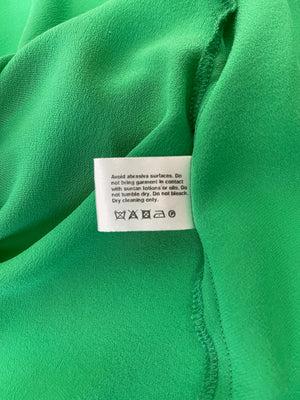 Avoid abrasive surfaces. Do
not bring garment in contact
with suncan lotions or oils. Do
not tumble dry. Do not bleach.
Dry cleaning only.